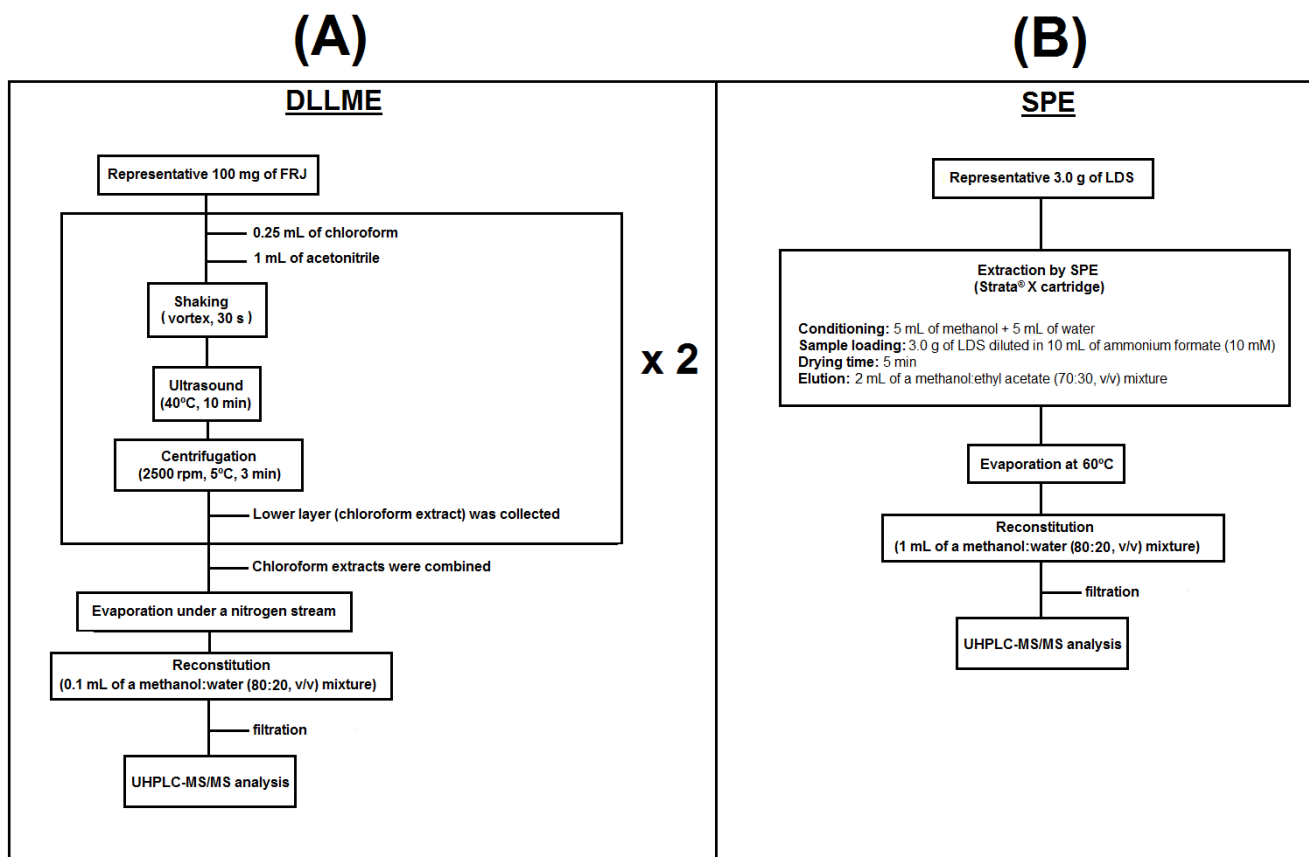 (A)
DLLME
Representative 100 mg of FRJ
0.25 mL of chloroform
1 mL of acetonitrile
Shaking
( vortex, 30 s )
Ultrasound
(40ºC, 10 min)
Centrifugation
(2500 rpm, 5ºC, 3 min)
Lower layer (chloroform extract) was collected
x 2
Chloroform extracts were combined
Evaporation under a nitrogen stream
Reconstitution
(0.1 mL of a methanol:water (80:20, v/v) mixture)
filtration
UHPLC-MS/MS analysis
(B)
SPE
Representative 3.0 g of LDS
Extraction by SPE
(Strata® X cartridge)
Conditioning: 5 mL of methanol + 5 mL of water
Sample loading: 3.0 g of LDS diluted in 10 mL of ammonium formate (10 mM)
Drying time: 5 min
Elution: 2 mL of a methanol:ethyl acetate (70:30, v/v) mixture
Evaporation at 60ºC
Reconstitution
(1 mL of a methanol:water (80:20, v/v) mixture)
filtration
UHPLC-MS/MS analysis